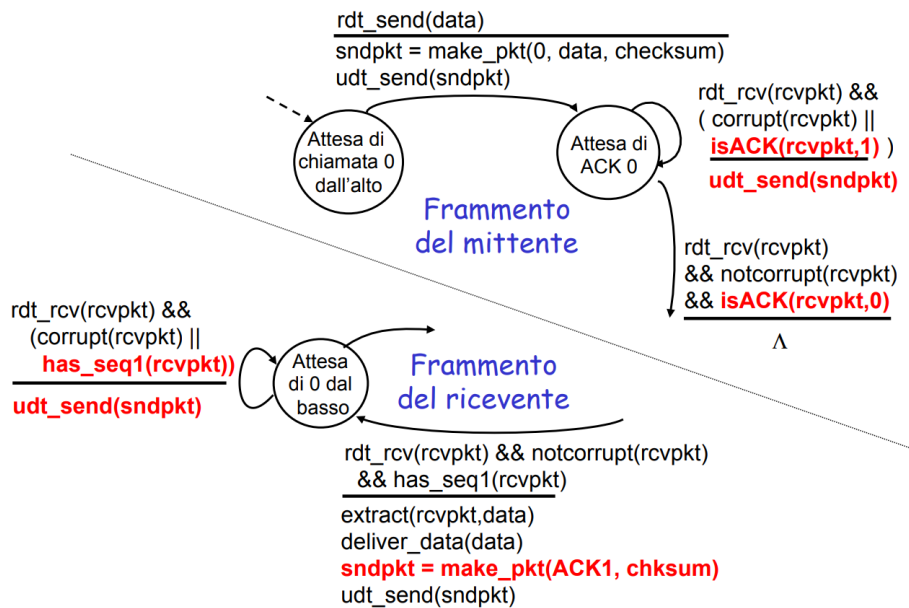 rdt_send(data)
sndpkt = make_pkt(0, data, checksum)
udt_send(sndpkt)
Attesa di
chiamata 0
dall'alto
Attesa di
ACK 0
rdt_rcv(rcvpkt) &&
( corrupt(rcvpkt) ||
isACK(rcvpkt,1) )
udt_send(sndpkt)
Frammento
del mittente
rdt_rcv(rcvpkt)
&& notcorrupt(rcvpkt)
&& isACK(rcvpkt,0)
Λ
rdt_rcv(rcvpkt) &&
(corrupt(rcvpkt) ||
has_seq1(rcvpkt))
udt_send(sndpkt)
Attesa
di 0 dal
basso
Frammento
del ricevente
rdt_rcv(rcvpkt) && notcorrupt(rcvpkt)
&& has_seq1(rcvpkt)
extract(rcvpkt,data)
deliver_data(data)
sndpkt = make_pkt(ACK1, chksum)
udt_send(sndpkt)